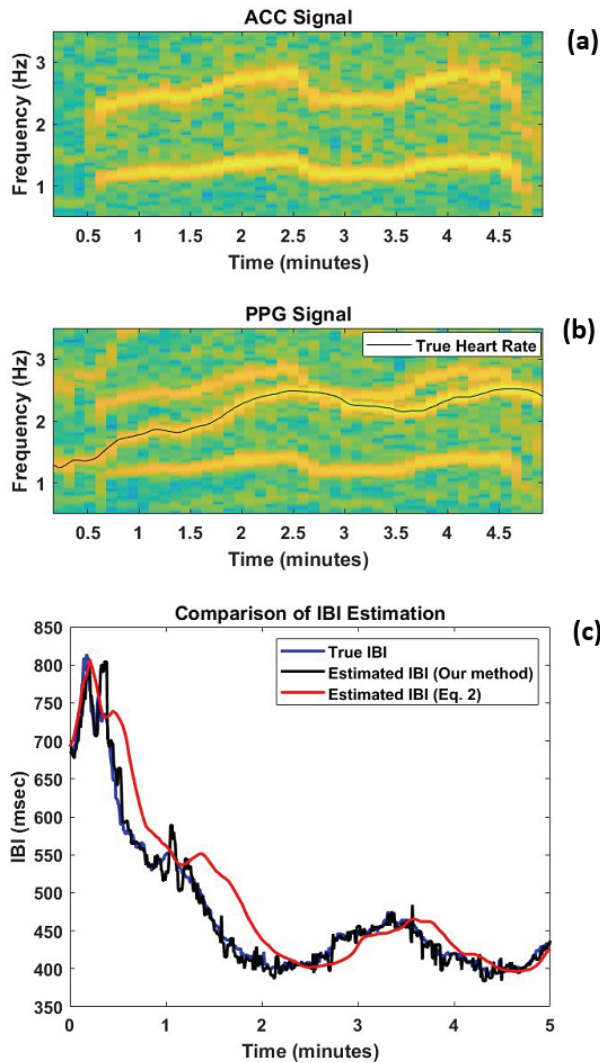 ACC Signal
(a)
Frequency (Hz)
3
2
1
0.5 1 1.5 2 2.5 3 3.5 4 4.5
Time (minutes)
PPG Signal
(b)
True Heart Rate
Frequency (Hz)
3
2
1
0.5 1 1.5 2 2.5 3 3.5 4 4.5
Time (minutes)
Comparison of IBI Estimation
(c)
True IBI
Estimated IBI (Our method)
Estimated IBI (Eq. 2)
IBI (msec)
850
800
750
700
650
600
550
500
450
400
350
0 1 2 3 4 5
Time (minutes)